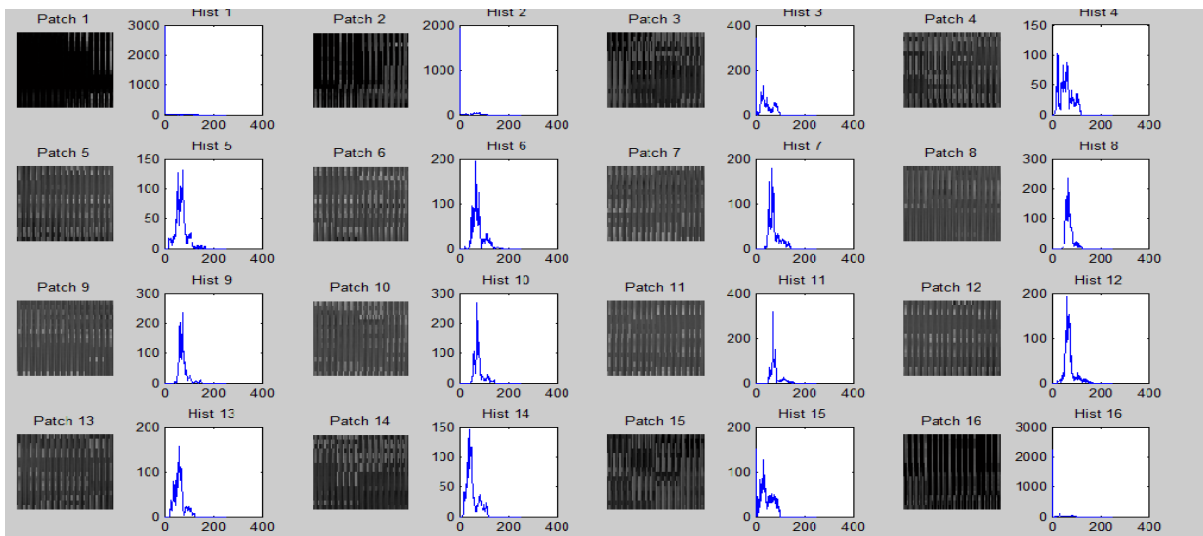 Patch 1 Hist 1 Patch 2 Hist 2 Patch 3 Hist 3 Patch 4 Hist 4
3000 2000 400 150
2000 1000 200 100
1000 50
0 0 0 0
0 200 400 0 200 400 0 200 400 0 200 400
Patch 5 Hist 5 Patch 6 Hist 6 Patch 7 Hist 7 Patch 8 Hist 8
150 200 200 300
100 100 100 200
50 100
0 0 0 0
0 200 400 0 200 400 0 200 400 0 200 400
Patch 9 Hist 9 Patch 10 Hist 10 Patch 11 Hist 11 Patch 12 Hist 12
300 300 400 200
200 200 200 100
100 100
0 0 0 0
0 200 400 0 200 400 0 200 400 0 200 400
Patch 13 Hist 13 Patch 14 Hist 14 Patch 15 Hist 15 Patch 16 Hist 16
200 150 200 3000
100 100 100 2000
50 1000
0 0 0 0
0 200 400 0 200 400 0 200 400 0 200 400